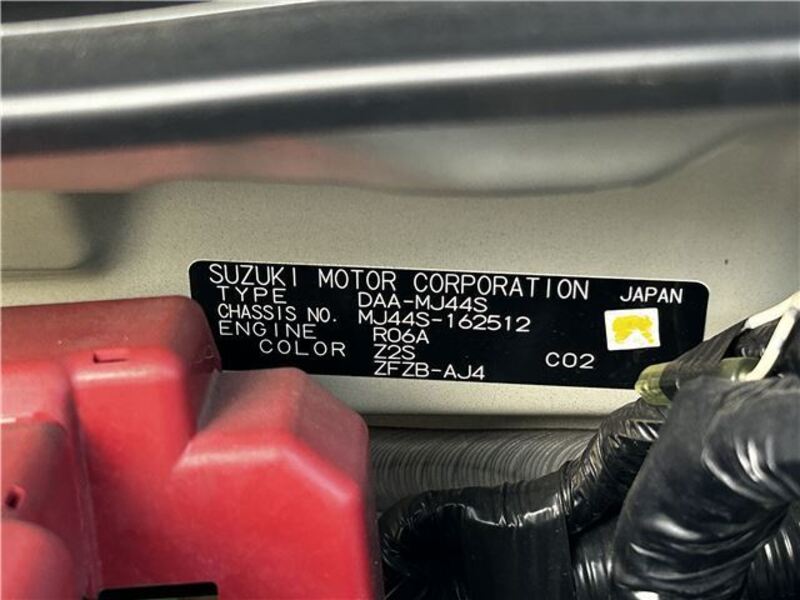 SUZUKI MOTOR CORPORATION JAPAN
TYPE DAA-MJ44S
CHASSIS NO. MJ44S-162512
ENGINE R06A
COLOR Z2S C02
ZFZB-AJ4